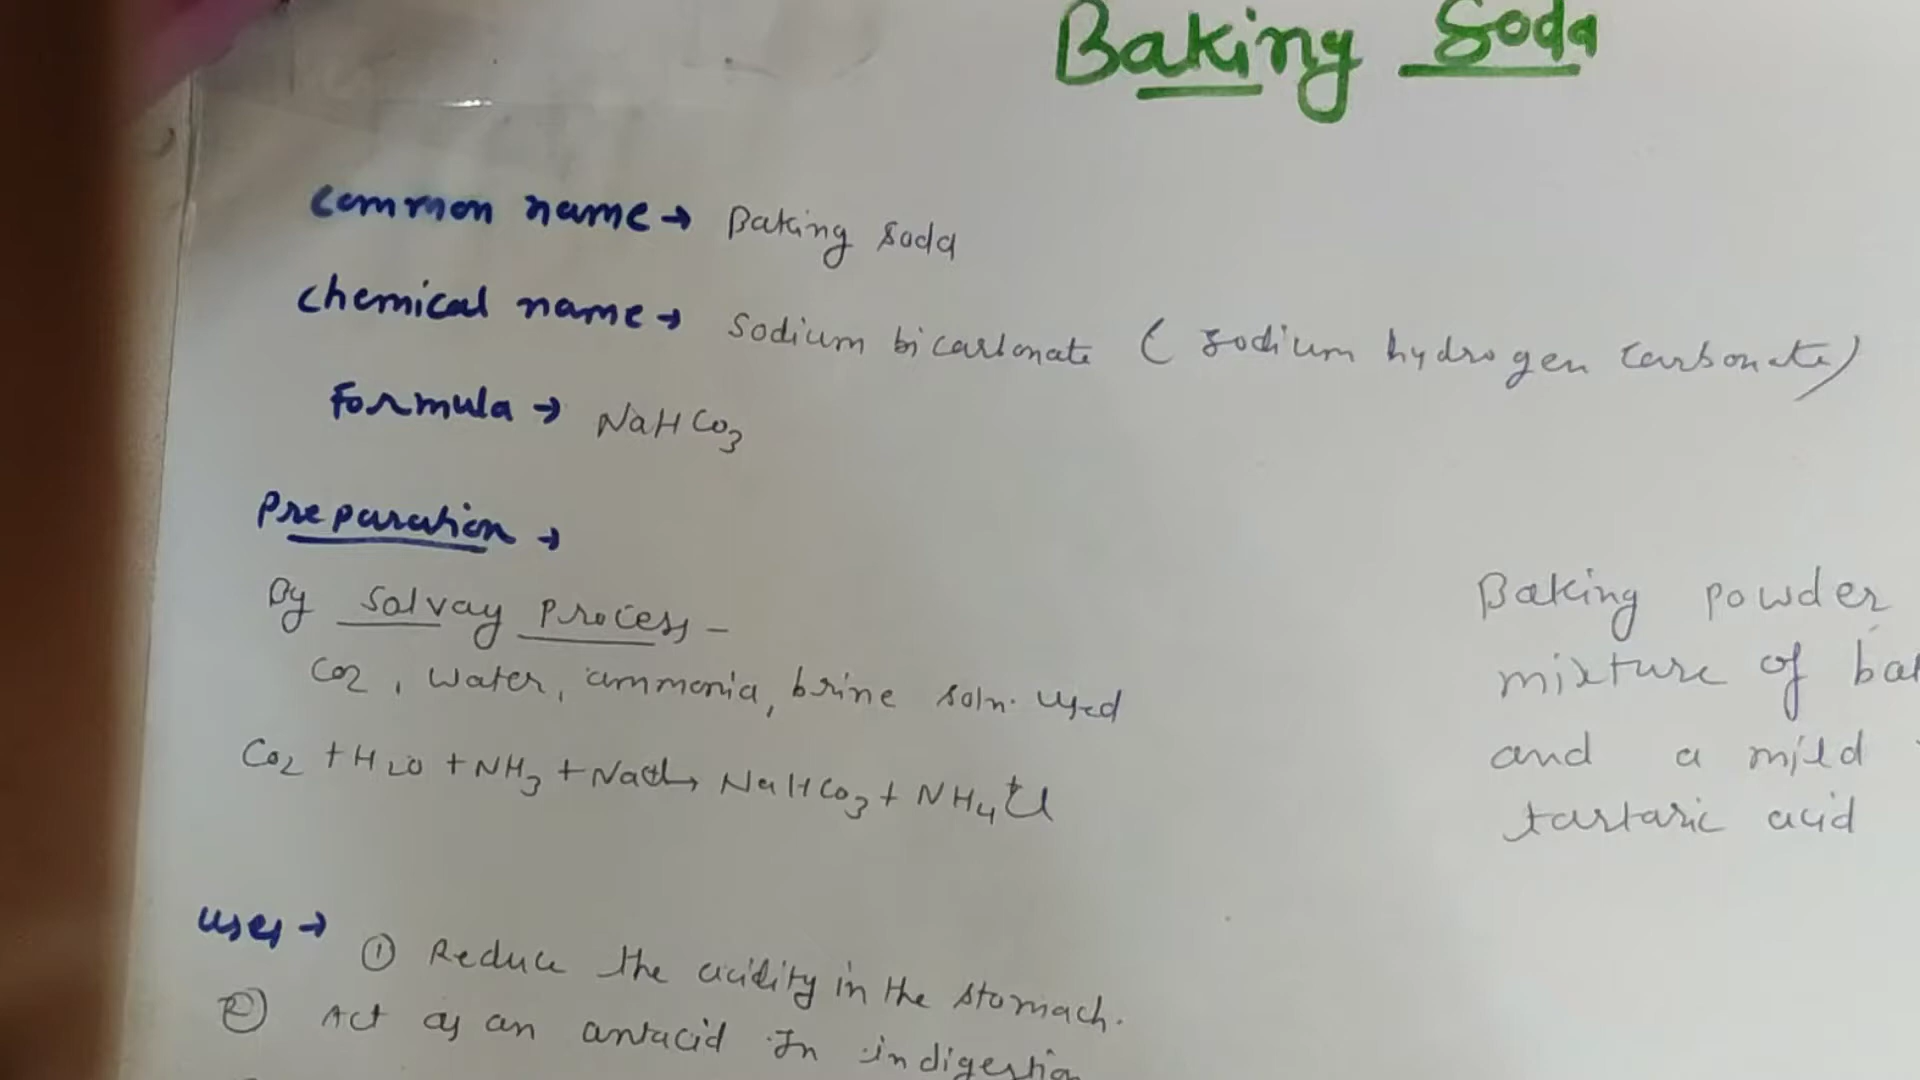 Baking Soda
Common name → Baking Soda
Chemical name → Sodium bicarbonate ( Sodium hydrogen carbonate)
Formula → NaHCO3
Preparation →
By Solvay Process -
CO2, water, ammonia, brine soln. used
CO2 + H2O + NH3 + NaCl → NaHCO3 + NH4Cl
Baking powder
mixture of
and a mild
tartaric acid
Uses → ① Reduce the acidity in the stomach.
② Act as an antacid In indigestion